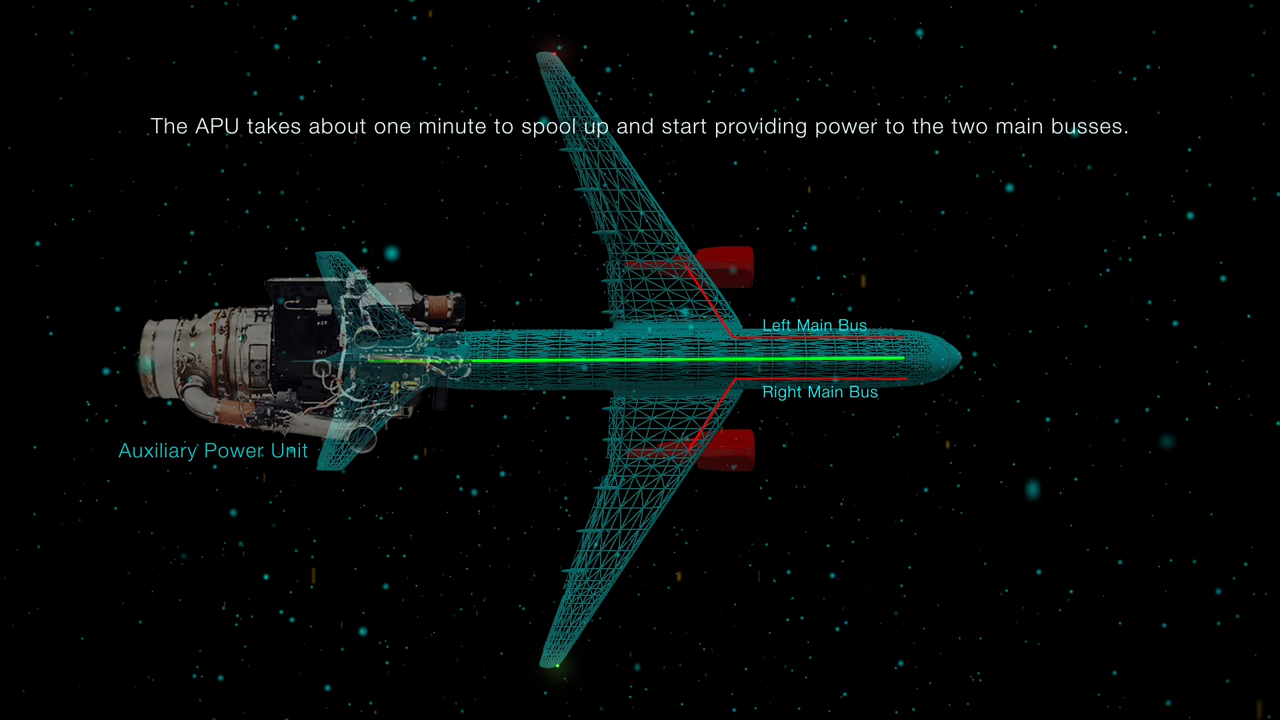 The APU takes about one minute to spool up and start providing power to the two main busses.
Left Main Bus
Right Main Bus
Auxiliary Power Unit